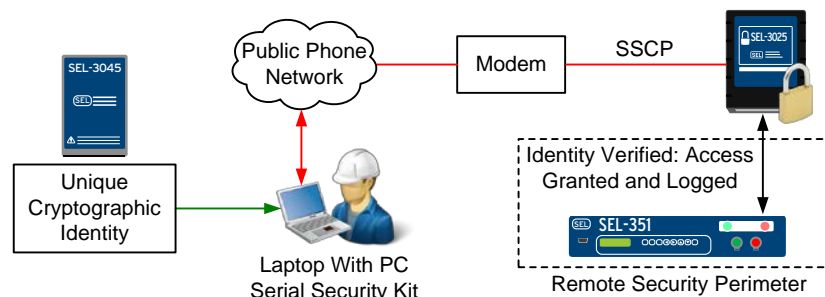 SEL-3045
SEL
Unique
Cryptographic
Identity
Public Phone
Network
Laptop With PC
Serial Security Kit
Modem
SSCP
SEL-3025
SEL
Identity Verified: Access
Granted and Logged
SEL
SEL-351
Remote Security Perimeter